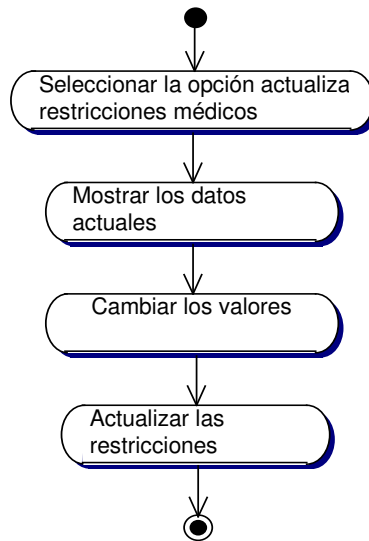 Seleccionar la opción actualiza
restricciones médicos
Mostrar los datos
actuales
Cambiar los valores
Actualizar las
restricciones